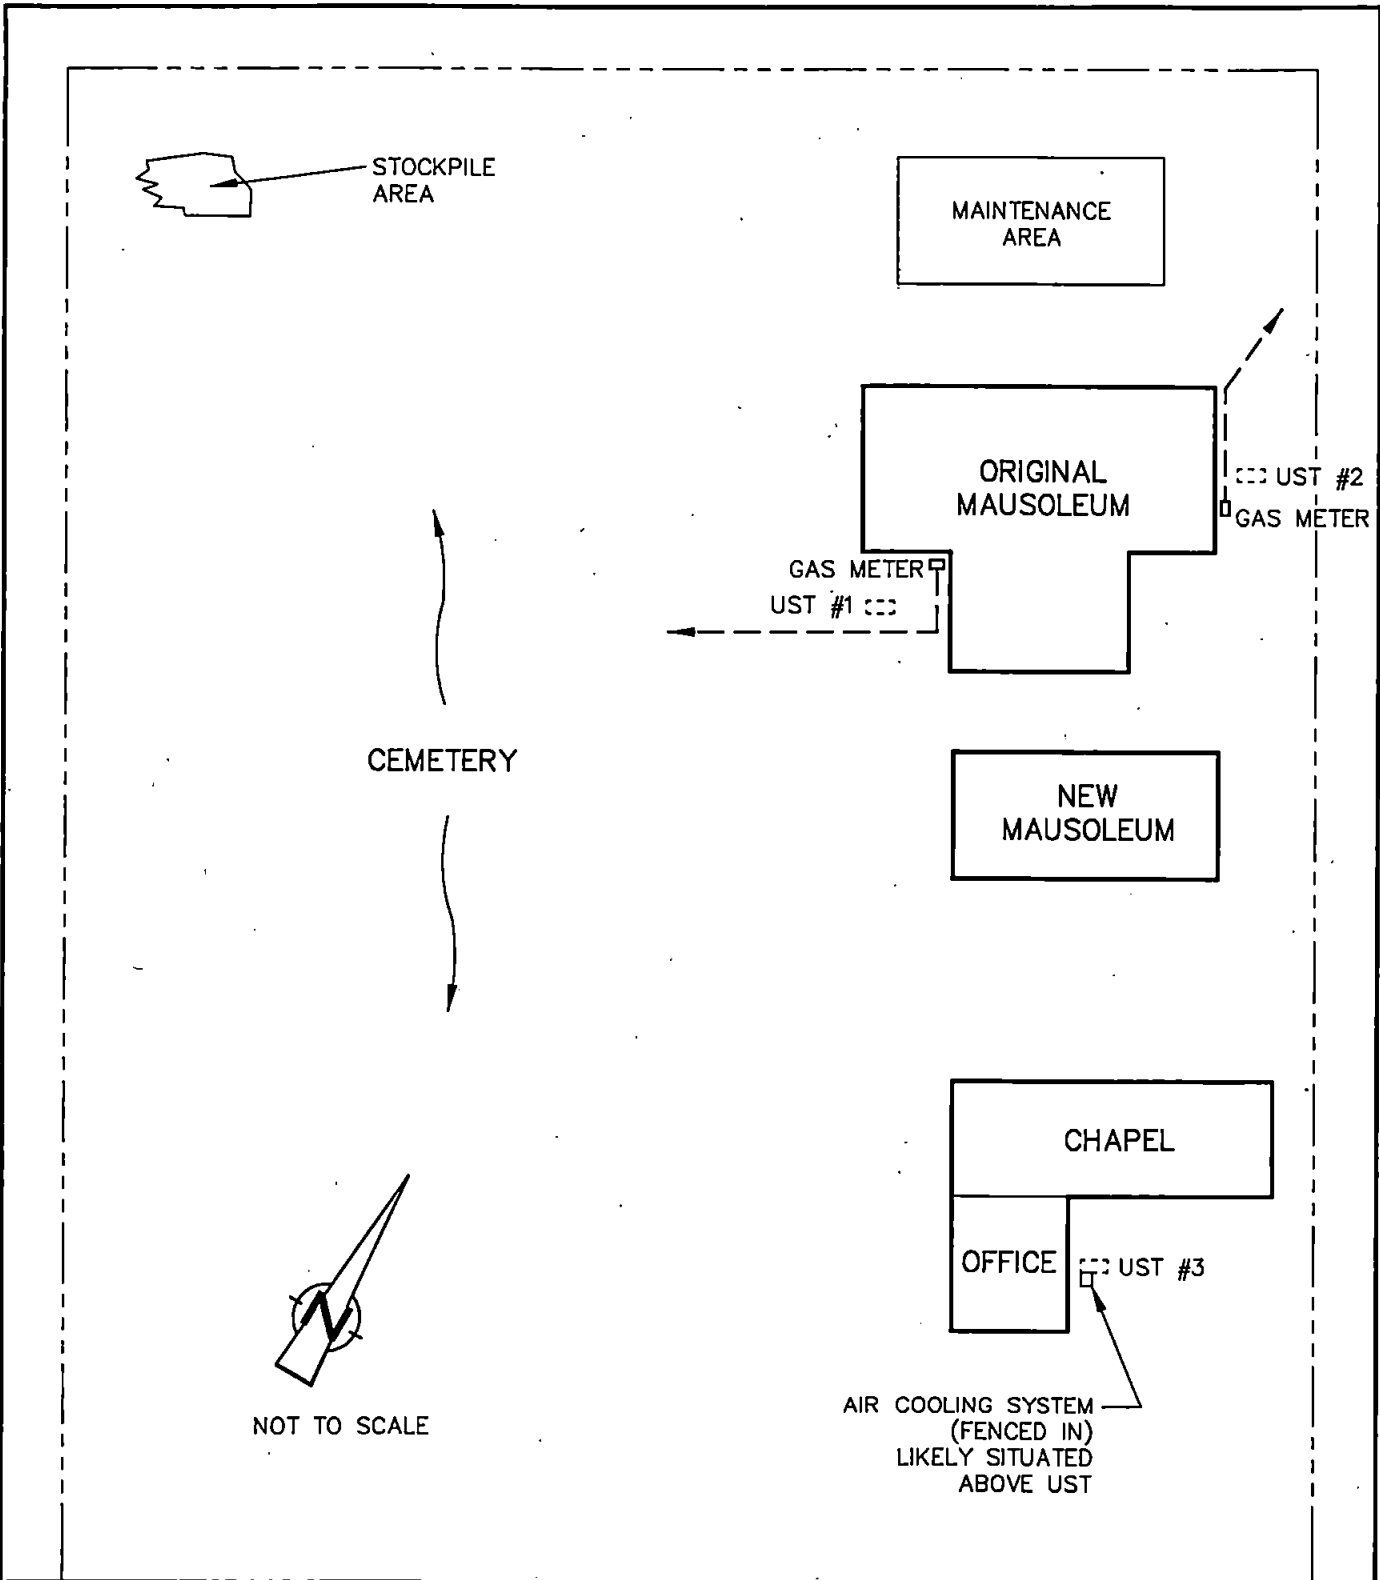 STOCKPILE
AREA
MAINTENANCE
AREA
ORIGINAL
MAUSOLEUM
UST #2
GAS METER
GAS METER
UST #1
CEMETERY
NEW
MAUSOLEUM
CHAPEL
OFFICE
UST #3
N
NOT TO SCALE
AIR COOLING SYSTEM
(FENCED IN)
LIKELY SITUATED
ABOVE UST